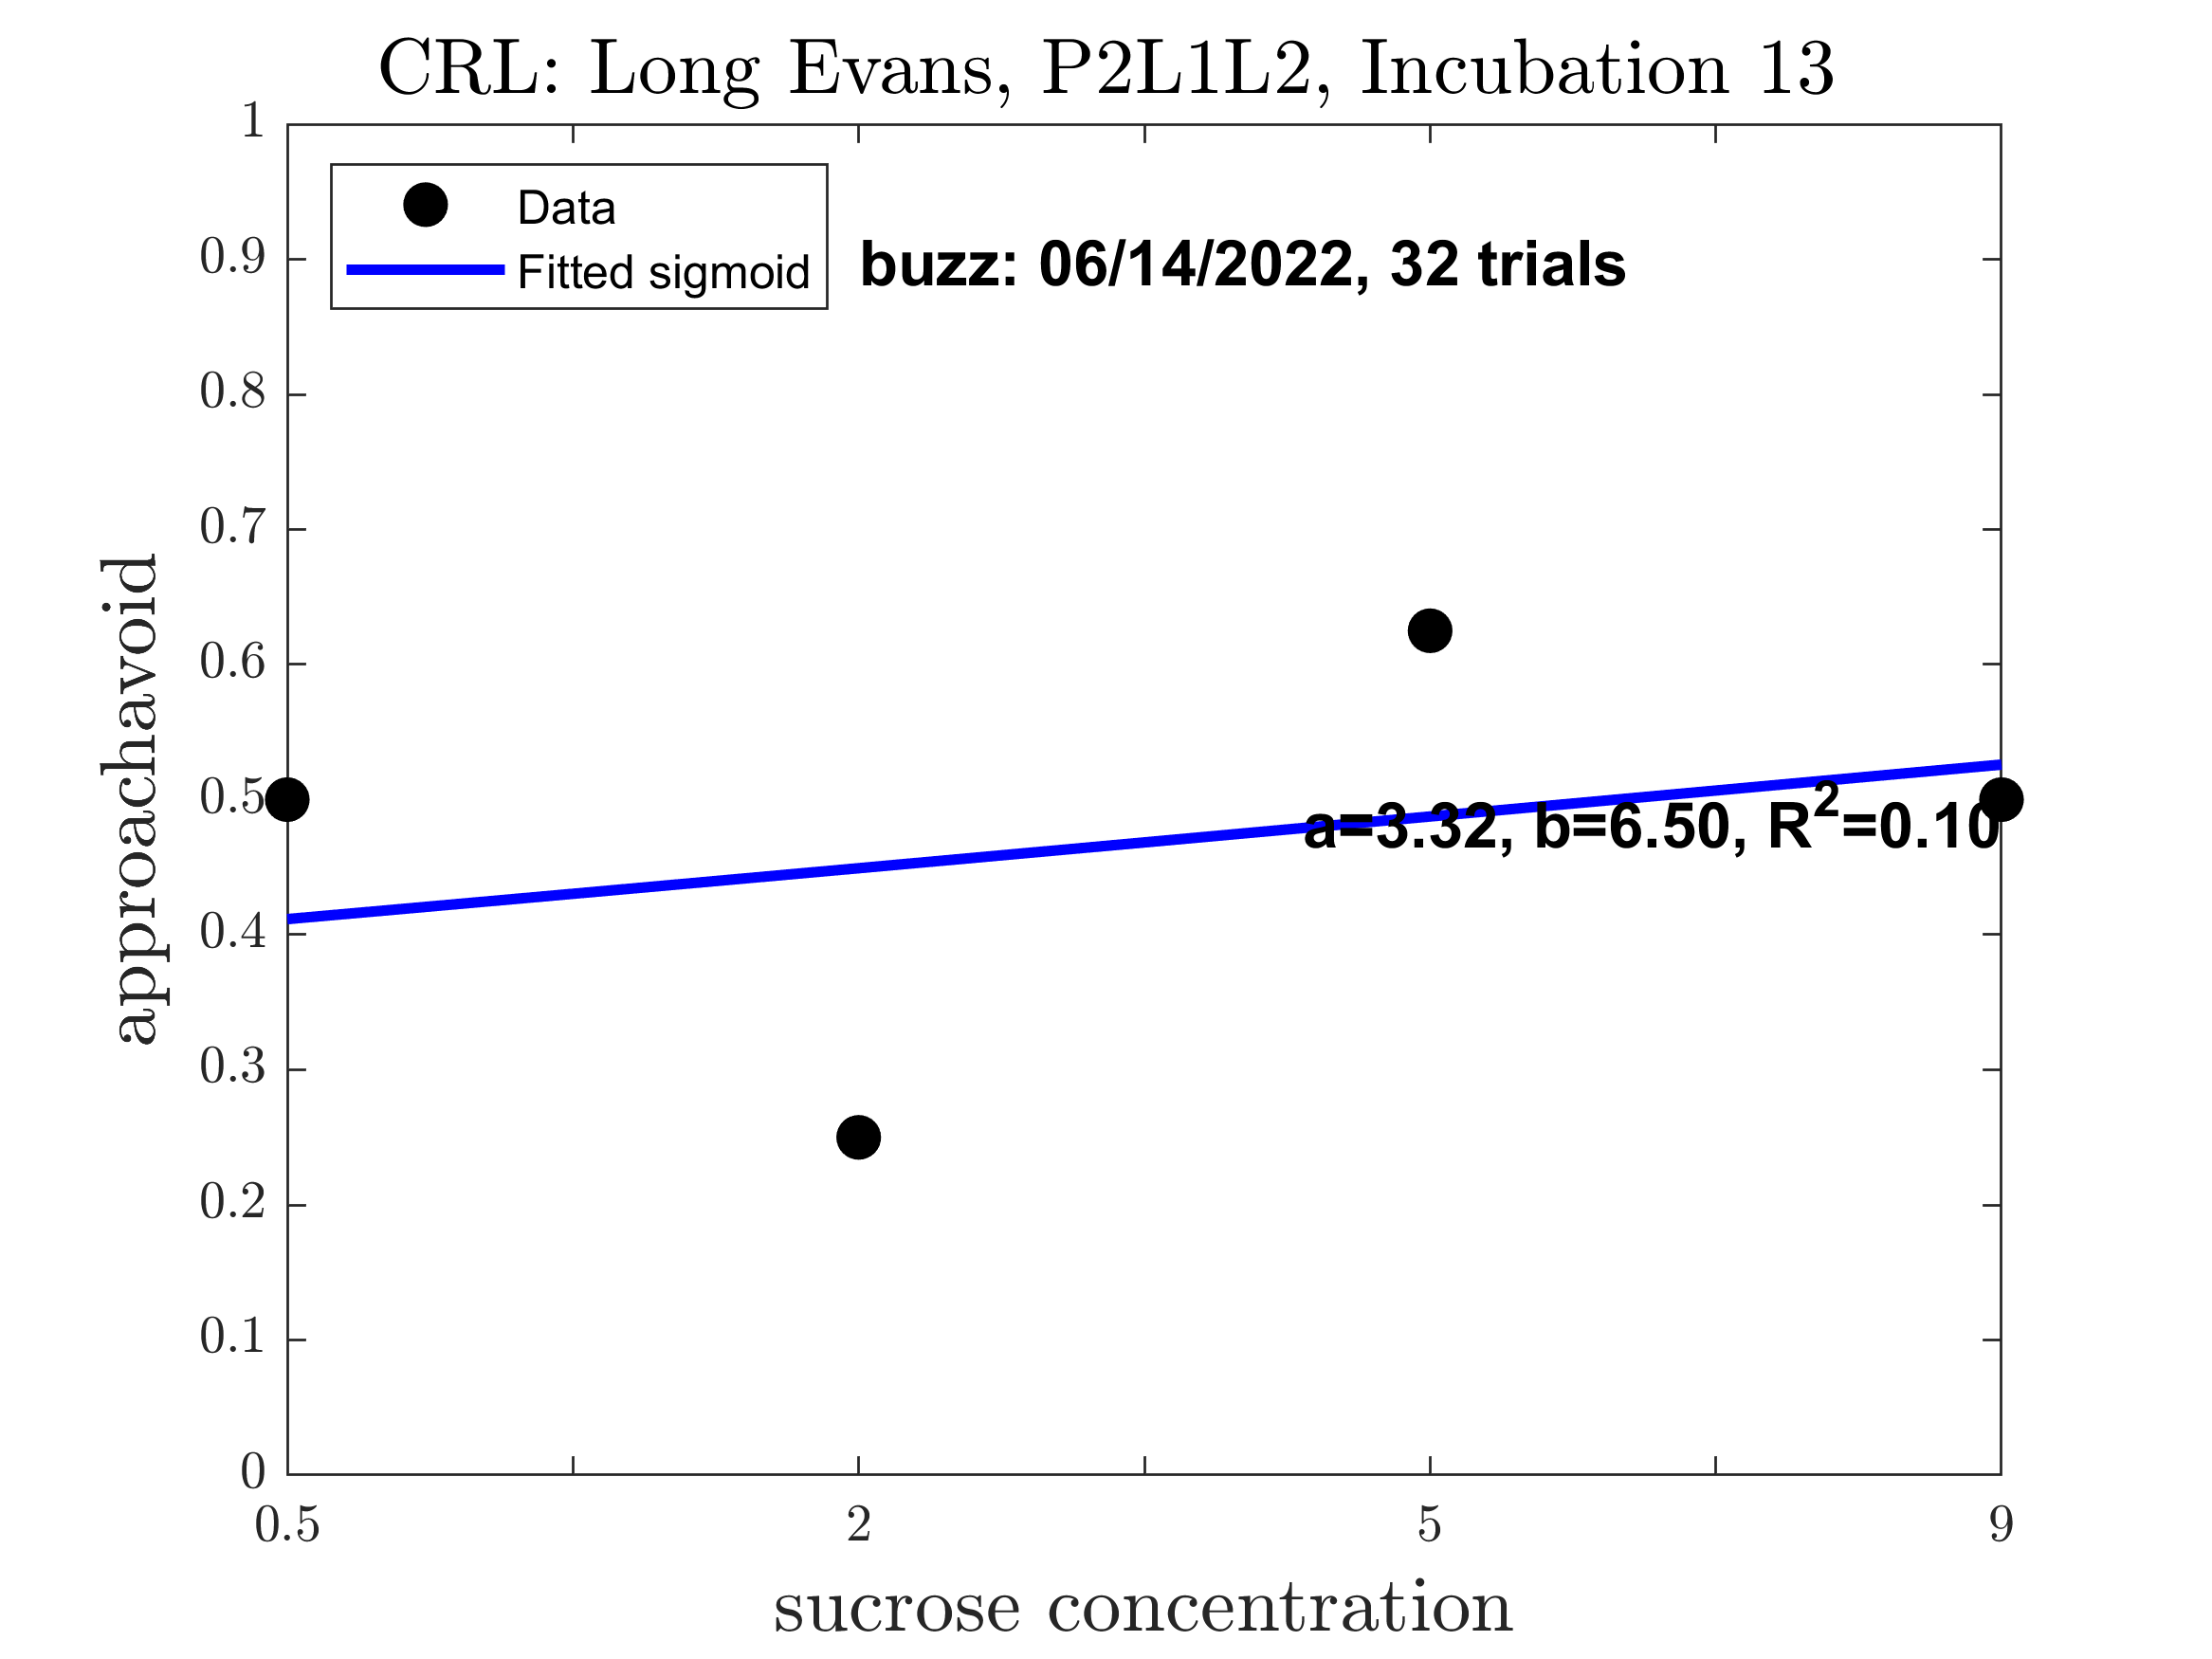 CRL: Long Evans, P2L1L2, Incubation 13
1
Data
Fitted sigmoid
buzz: 06/14/2022, 32 trials
0.9
0.8
0.7
0.6
0.5
0.4
0.3
0.2
0.1
0
a=3.32, b=6.50, R²=0.10
approachavoid
0.5 2 5 9
sucrose concentration